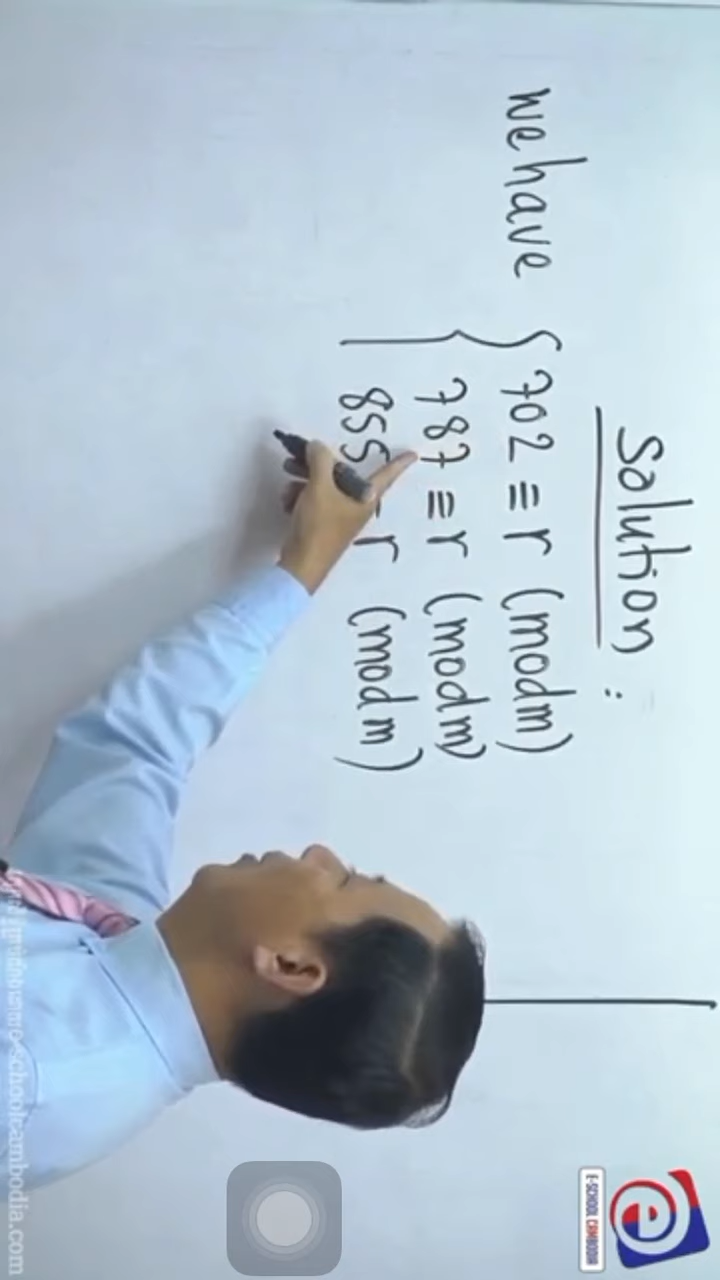 Solution :
we have { 702 ≡ r (mod m)
787 ≡ r (mod m)
855 ≡ r (mod m)
e
E-SCHOOL CAMBODIA